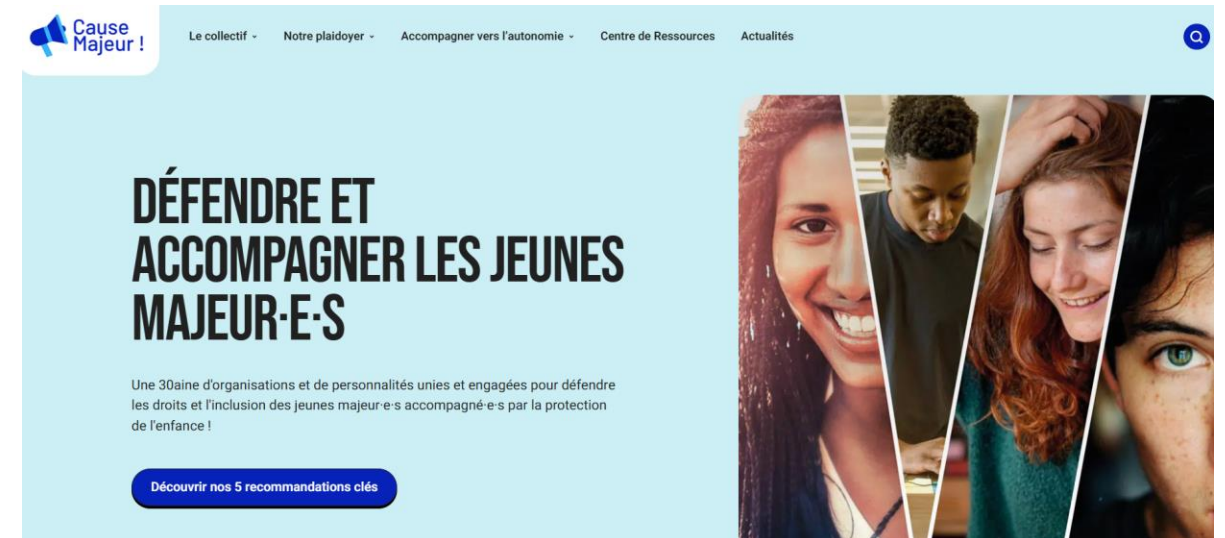 Cause
Majeur !
Le collectif
Notre plaidoyer
Accompagner vers l'autonomie
Centre de Ressources
Actualités
DÉFENDRE ET
ACCOMPAGNER LES JEUNES
MAJEUR·E·S
Une 30aine d'organisations et de personnalités unies et engagées pour défendre
les droits et l'inclusion des jeunes majeur·e·s accompagné·e·s par la protection
de l'enfance !
Découvrir nos 5 recommandations clés